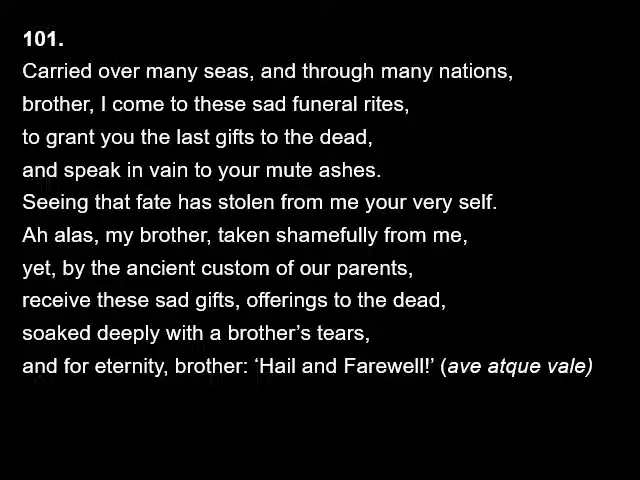 101.
Carried over many seas, and through many nations,
brother, I come to these sad funeral rites,
to grant you the last gifts to the dead,
and speak in vain to your mute ashes.
Seeing that fate has stolen from me your very self.
Ah alas, my brother, taken shamefully from me,
yet, by the ancient custom of our parents,
receive these sad gifts, offerings to the dead,
soaked deeply with a brother’s tears,
and for eternity, brother: ‘Hail and Farewell!’ (ave atque vale)